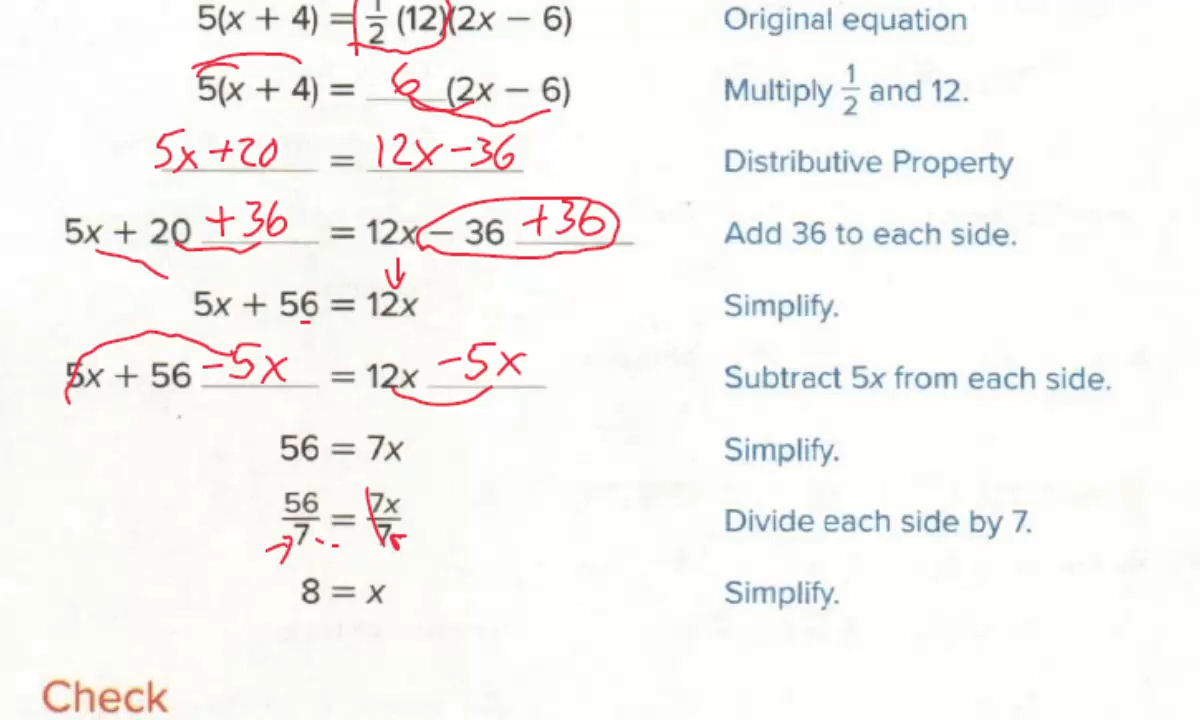 5(x + 4) = 1/2 (12)(2x − 6) Original equation
5(x + 4) = 6 (2x − 6) Multiply 1/2 and 12.
5x +20 = 12x −36 Distributive Property
5x + 20 +36 = 12x − 36 +36 Add 36 to each side.
5x + 56 = 12x Simplify.
5x + 56 −5x = 12x −5x Subtract 5x from each side.
56 = 7x Simplify.
56/7 = 7x/7 Divide each side by 7.
8 = x Simplify.
Check